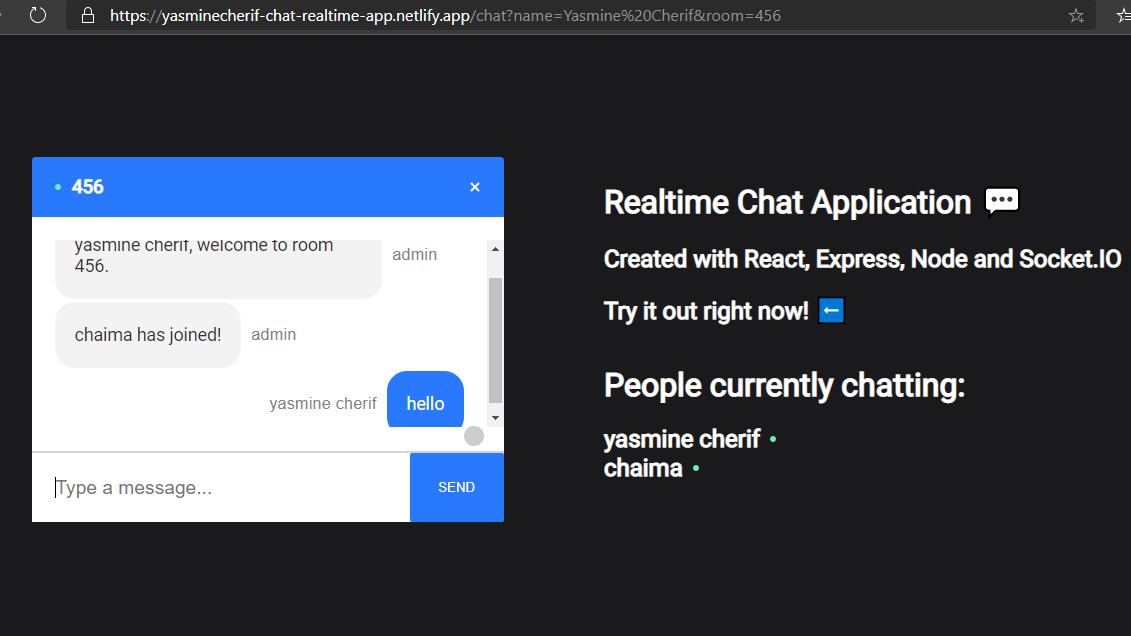 https://yasminecherif-chat-realtime-app.netlify.app/chat?name=Yasmine%20Cherif&room=456
456
yasmine cherif, welcome to room
456.
admin
chaima has joined!
admin
yasmine cherif
hello
Type a message...
SEND
Realtime Chat Application
Created with React, Express, Node and Socket.IO
Try it out right now!
People currently chatting:
yasmine cherif
chaima